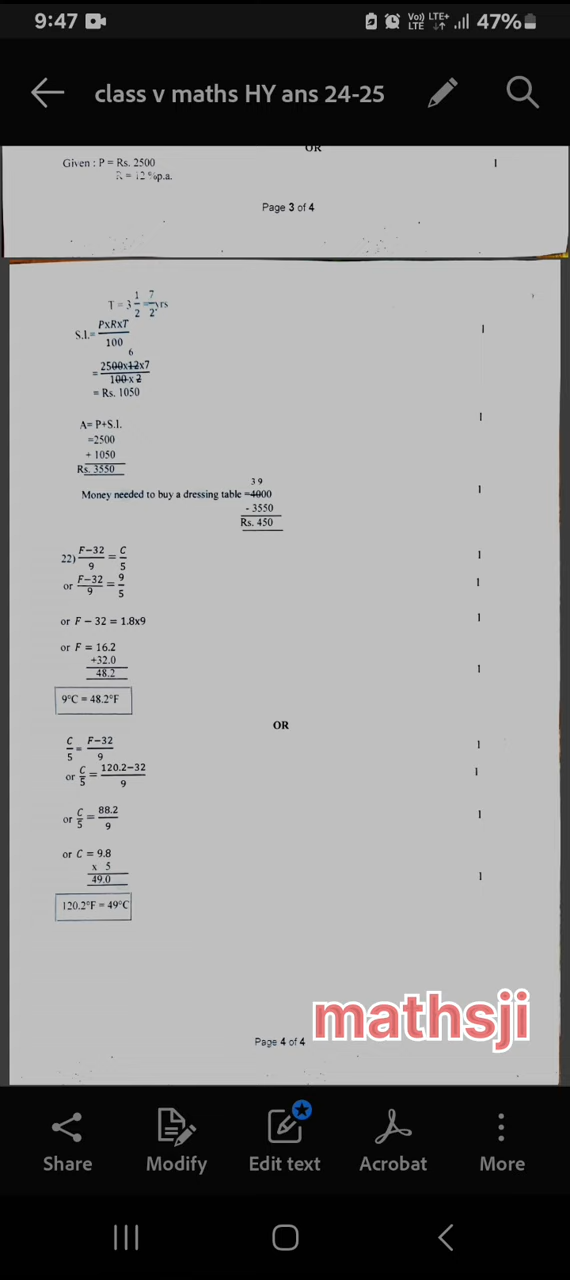 9:47
Vo) LTE+
LTE ↓↑ 47%
class v maths HY ans 24-25
OR
Given : P = Rs. 2500 1
R = 12 %p.a.
Page 3 of 4
T = 3 1/2 = 7/2 yrs
S.I.= PxRxT/100 1
6
= 2500x12x7/100 x 2
= Rs. 1050
A= P+S.I. 1
=2500
+ 1050
Rs. 3550
3 9
Money needed to buy a dressing table =4000 1
- 3550
Rs. 450
22) F−32/9 = C/5 1
or F−32/9 = 9/5 1
or F − 32 = 1.8x9 1
or F = 16.2
+32.0
48.2 1
9°C = 48.2°F
OR
C/5 = F−32/9 1
or C/5 = 120.2−32/9 1
or C/5 = 88.2/9 1
or C = 9.8
x 5
49.0 1
120.2°F = 49°C
mathsji
Page 4 of 4
Share Modify Edit text Acrobat More